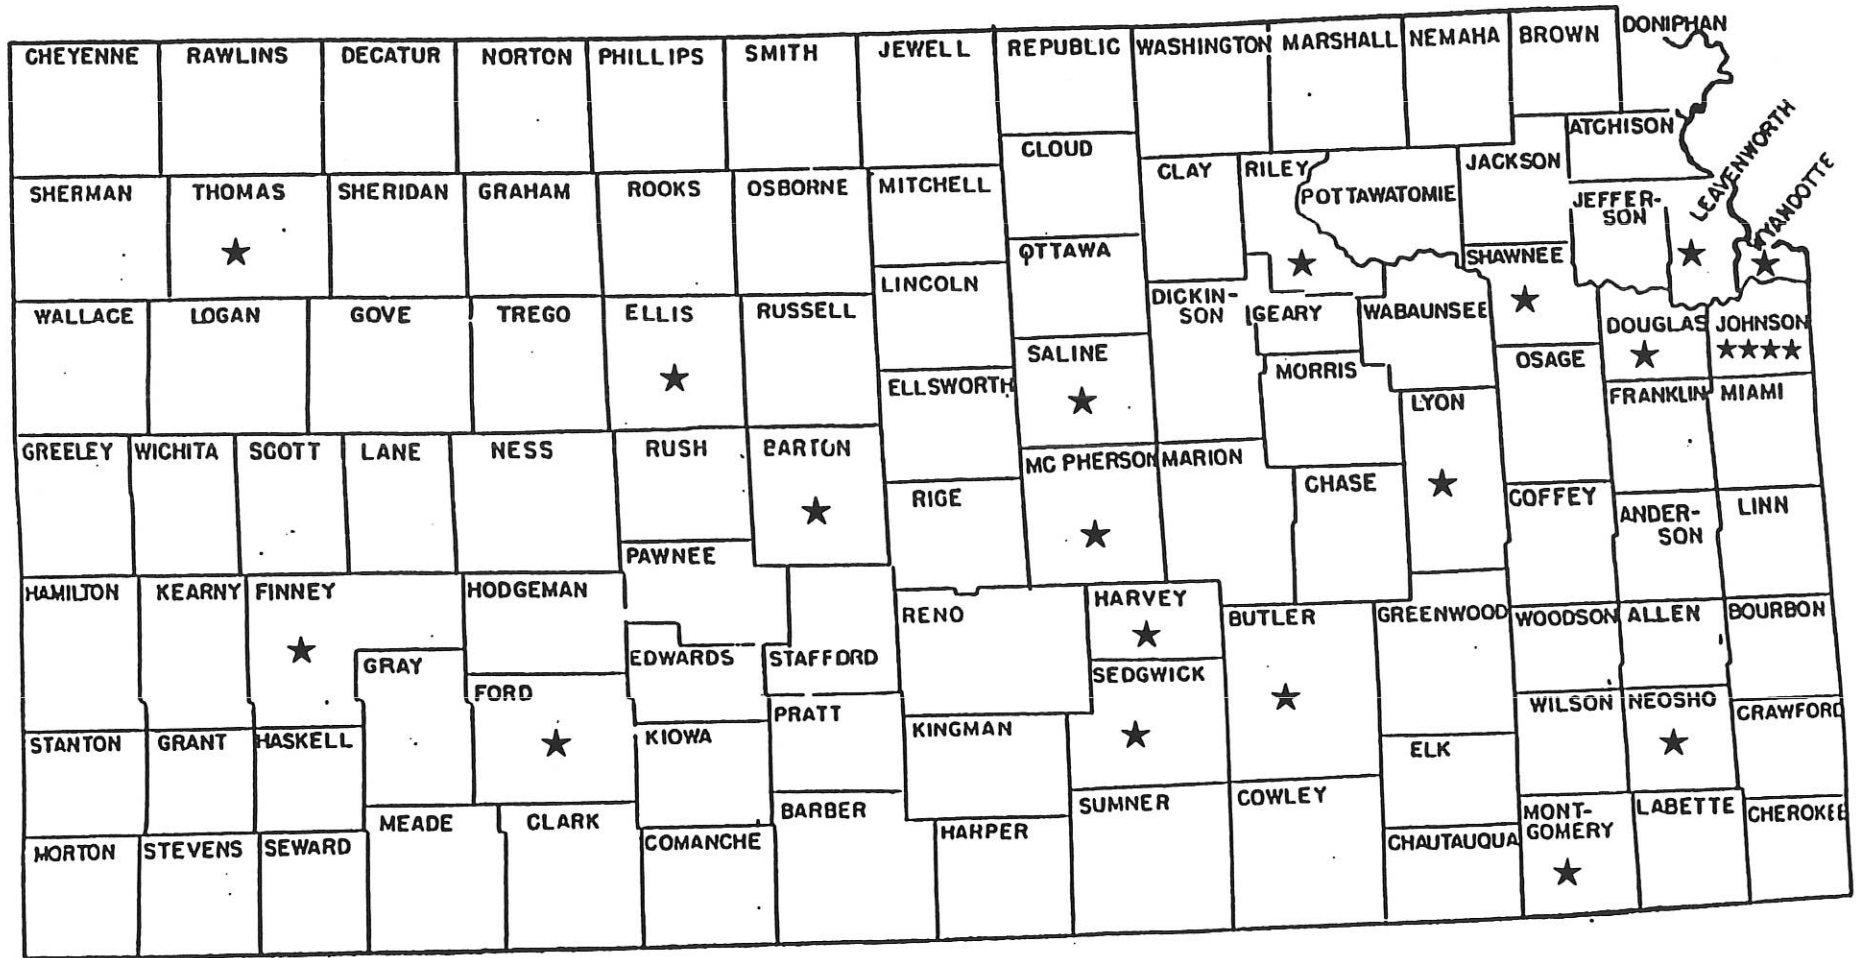 CHEYENNE
RAWLINS
DECATUR
NORTON
PHILLIPS
SMITH
JEWELL
REPUBLIC
WASHINGTON
MARSHALL
NEMAHA
BROWN
DONIPHAN
CLOUD
ATCHISON
LEAVENWORTH
WYANDOTTE
SHERMAN
THOMAS
SHERIDAN
GRAHAM
ROOKS
OSBORNE
MITCHELL
CLAY
RILEY
POTTAWATOMIE
JACKSON
JEFFER-
SON
OTTAWA
SHAWNEE
LINCOLN
WALLACE
LOGAN
GOVE
TREGO
ELLIS
RUSSELL
DICKIN-
SON
GEARY
WABAUNSEE
DOUGLAS
JOHNSON
SALINE
OSAGE
ELLSWORTH
MORRIS
LYON
FRANKLIN
MIAMI
GREELEY
WICHITA
SCOTT
LANE
NESS
RUSH
BARTON
MC PHERSON
MARION
RICE
CHASE
COFFEY
ANDER-
SON
LINN
PAWNEE
HAMILTON
KEARNY
FINNEY
HODGEMAN
RENO
HARVEY
BUTLER
GREENWOOD
WOODSON
ALLEN
BOURBON
GRAY
EDWARDS
STAFFORD
SEDGWICK
FORD
PRATT
WILSON
NEOSHO
CRAWFORD
STANTON
GRANT
HASKELL
KIOWA
KINGMAN
ELK
MEADE
CLARK
BARBER
SUMNER
COWLEY
MONT-
GOMERY
LABETTE
CHEROKEE
MORTON
STEVENS
SEWARD
COMANCHE
HARPER
CHAUTAUQUA